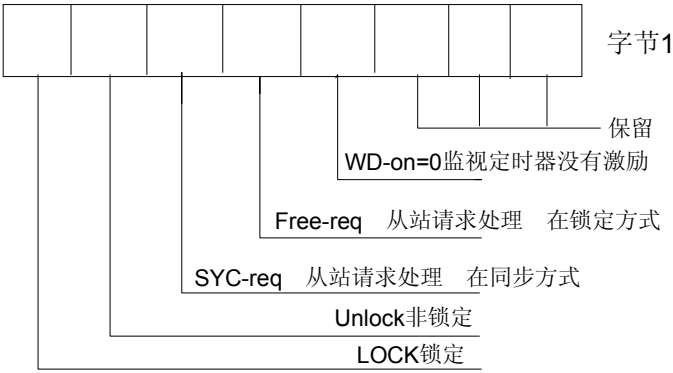 字节1
保留
WD-on=0监视定时器没有激励
Free-req 从站请求处理 在锁定方式
SYC-req 从站请求处理 在同步方式
Unlock非锁定
LOCK锁定